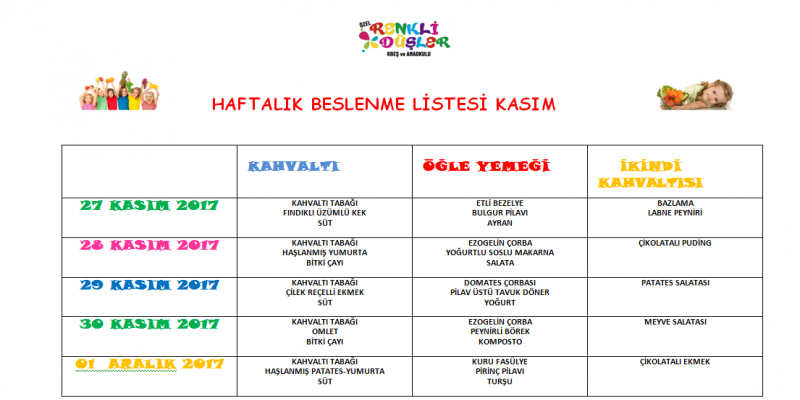 ÖZEL
RENKLİ
DÜŞLER
KREŞ ve ANAOKULU
HAFTALIK BESLENME LİSTESİ KASIM
KAHVALTI
ÖĞLE YEMEĞİ
İKİNDİ
KAHVALTISI
27 KASIM 2017
KAHVALTI TABAĞI
FINDIKLI ÜZÜMLÜ KEK
SÜT
ETLİ BEZELYE
BULGUR PİLAVI
AYRAN
BAZLAMA
LABNE PEYNİRİ
28 KASIM 2017
KAHVALTI TABAĞI
HAŞLANMIŞ YUMURTA
BİTKİ ÇAYI
EZOGELİN ÇORBA
YOĞURTLU SOSLU MAKARNA
SALATA
ÇİKOLATALI PUDİNG
29 KASIM 2017
KAHVALTI TABAĞI
ÇİLEK REÇELLİ EKMEK
SÜT
DOMATES ÇORBASI
PİLAV ÜSTÜ TAVUK DÖNER
YOĞURT
PATATES SALATASI
30 KASIM 2017
KAHVALTI TABAĞI
OMLET
BİTKİ ÇAYI
EZOGELİN ÇORBA
PEYNİRLİ BÖREK
KOMPOSTO
MEYVE SALATASI
01 ARALIK 2017
KAHVALTI TABAĞI
HAŞLANMIŞ PATATES-YUMURTA
SÜT
KURU FASÜLYE
PİRİNÇ PİLAVI
TURŞU
ÇİKOLATALI EKMEK